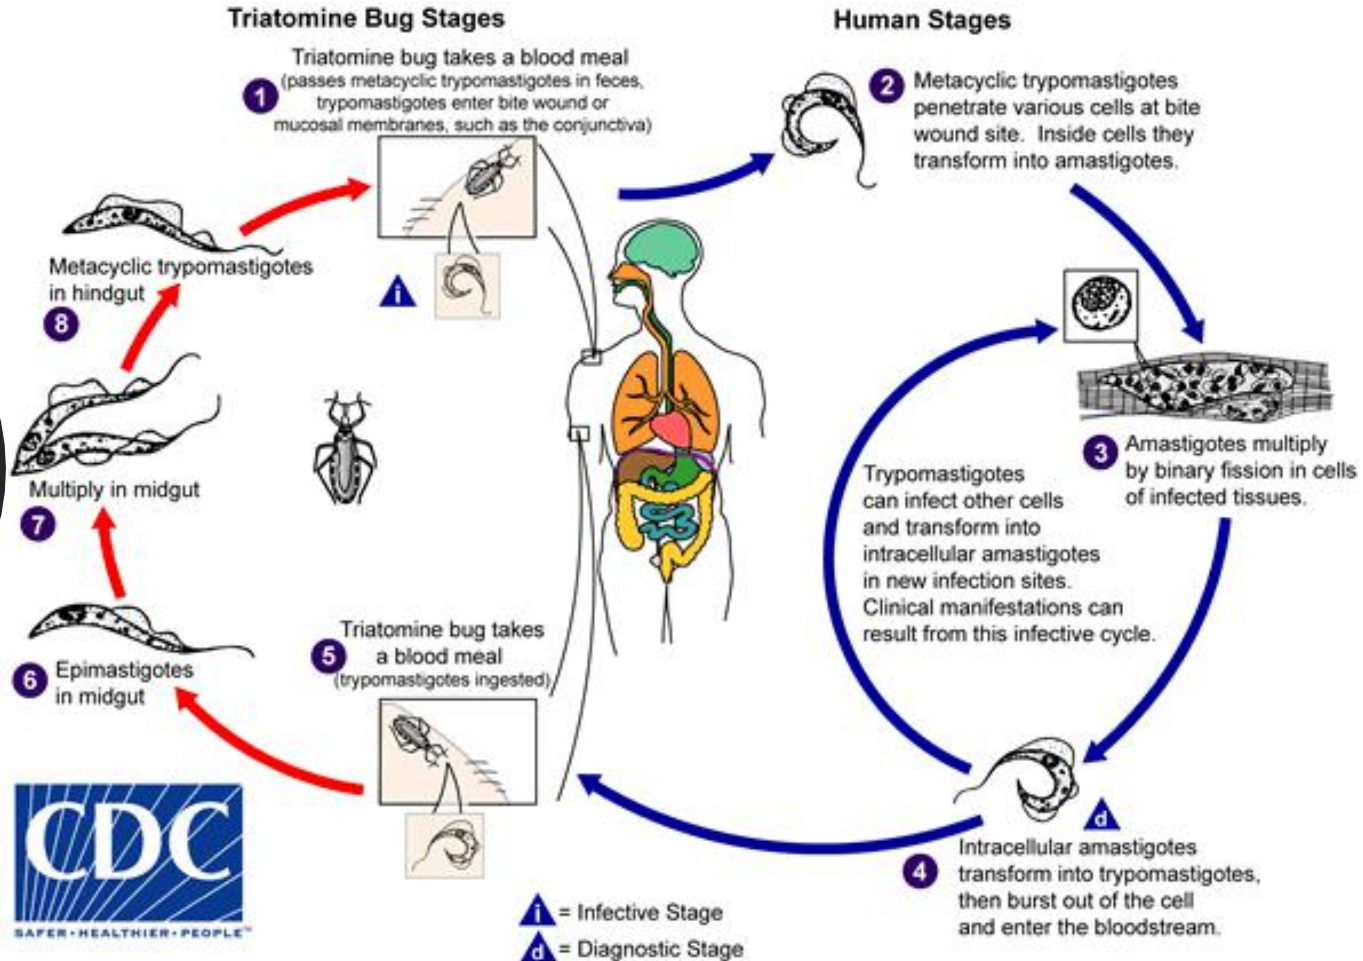 Triatomine Bug Stages
Human Stages
Triatomine bug takes a blood meal
(passes metacyclic trypomastigotes in feces,
trypomastigotes enter bite wound or
mucosal membranes, such as the conjunctiva)
1
2
Metacyclic trypomastigotes
penetrate various cells at bite
wound site. Inside cells they
transform into amastigotes.
Metacyclic trypomastigotes
in hindgut
8
i
3
Amastigotes multiply
by binary fission in cells
of infected tissues.
Trypomastigotes
can infect other cells
and transform into
intracellular amastigotes
in new infection sites.
Clinical manifestations can
result from this infective cycle.
Multiply in midgut
7
Triatomine bug takes
a blood meal
(trypomastigotes ingested)
5
6
Epimastigotes
in midgut
d
4
Intracellular amastigotes
transform into trypomastigotes,
then burst out of the cell
and enter the bloodstream.
CDC
SAFER•HEALTHIER•PEOPLE™
i = Infective Stage
d = Diagnostic Stage